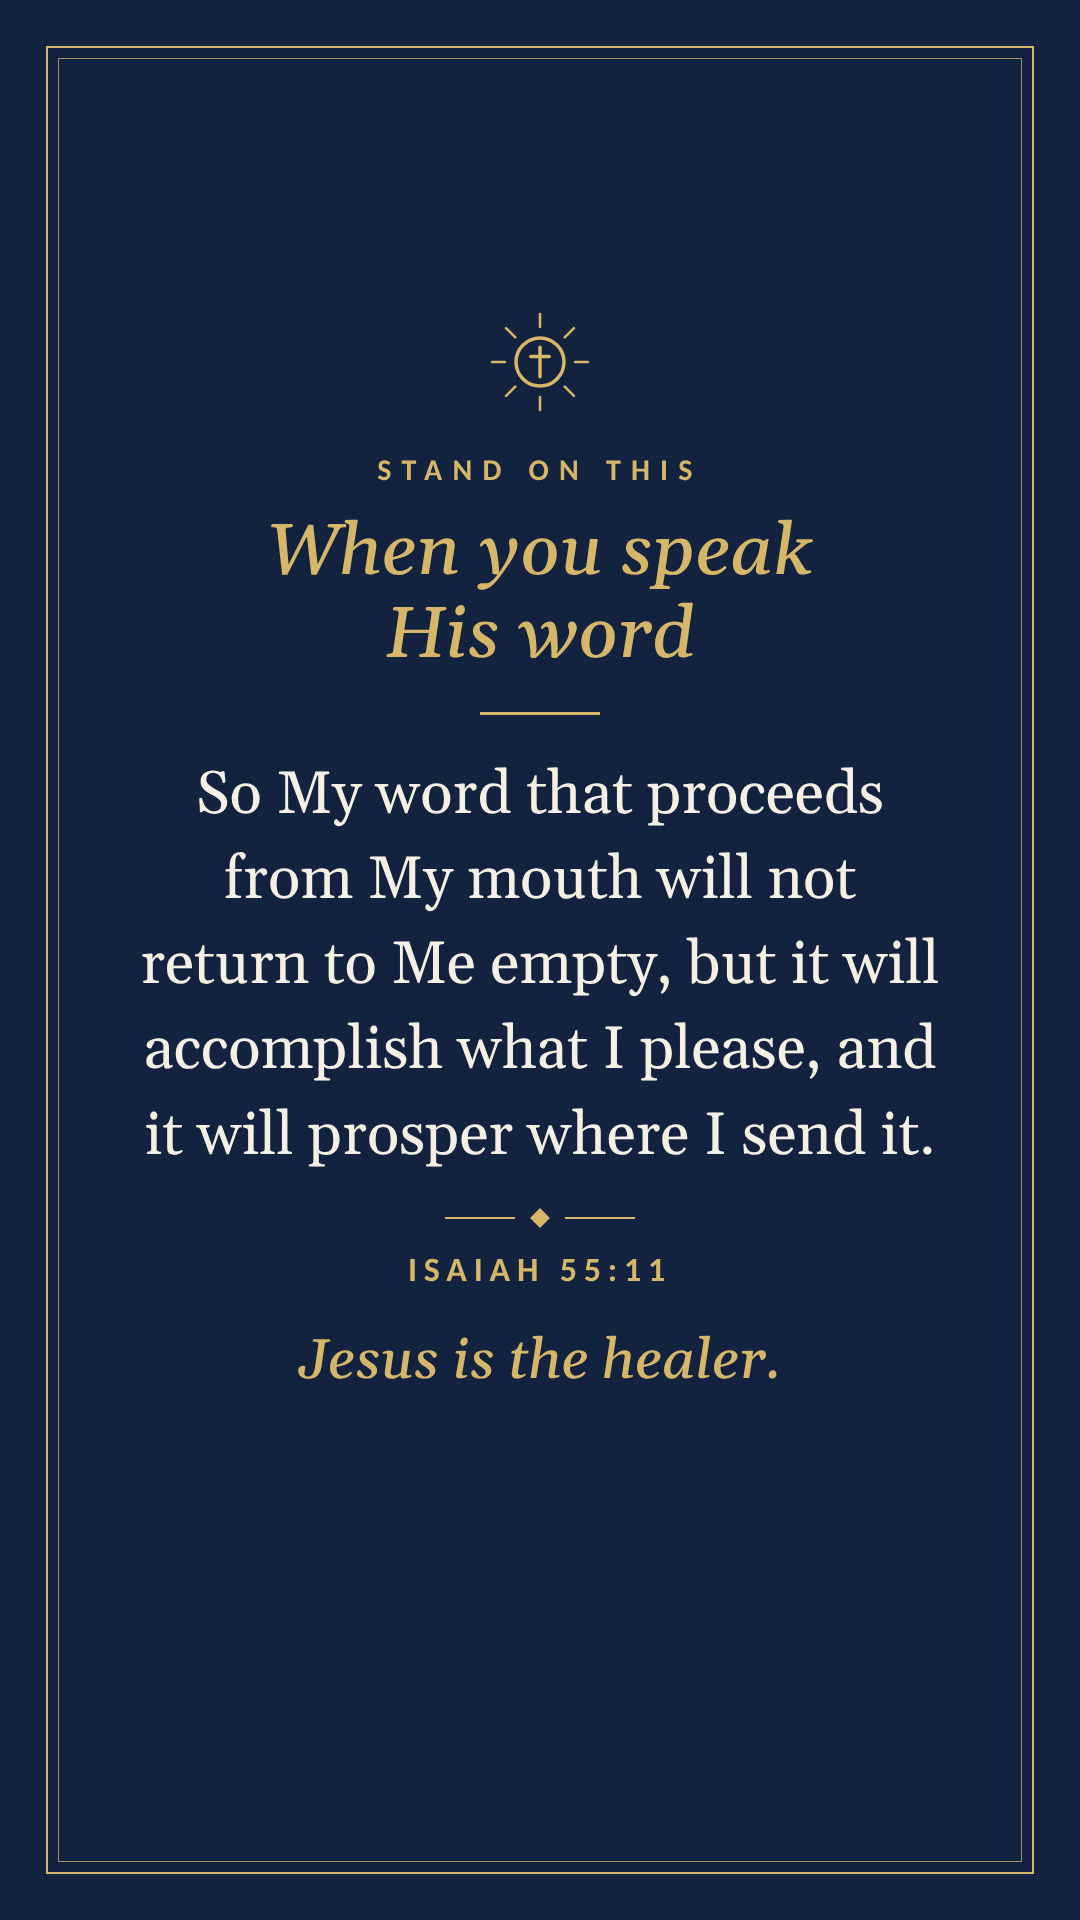 STAND ON THIS
When you speak
His word
So My word that proceeds
from My mouth will not
return to Me empty, but it will
accomplish what I please, and
it will prosper where I send it.
ISAIAH 55:11
Jesus is the healer.